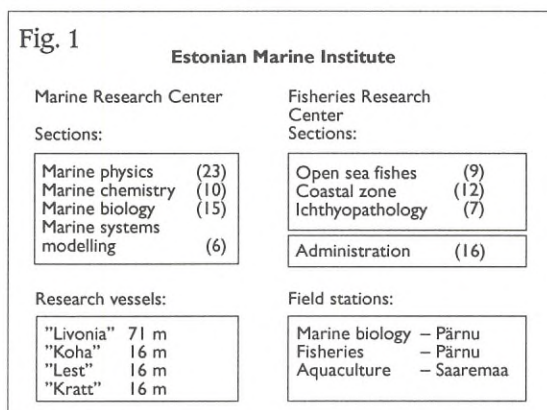 Fig. 1
Estonian Marine Institute
Marine Research Center
Sections:
Marine physics (23)
Marine chemistry (10)
Marine biology (15)
Marine systems
modelling (6)
Fisheries Research
Center
Sections:
Open sea fishes (9)
Coastal zone (12)
Ichthyopathology (7)
Administration (16)
Research vessels:
"Livonia" 71 m
"Koha" 16 m
"Lest" 16 m
"Kratt" 16 m
Field stations:
Marine biology – Pärnu
Fisheries – Pärnu
Aquaculture – Saaremaa